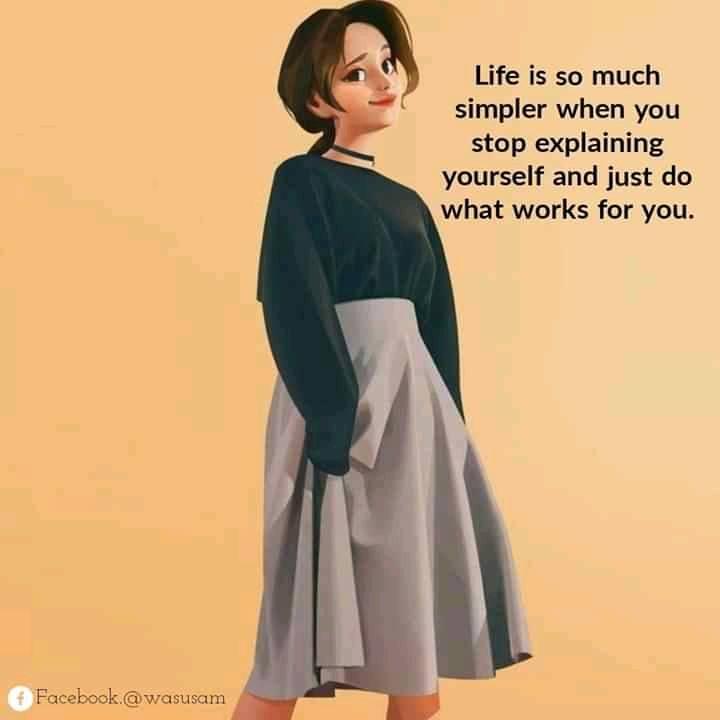 Life is so much
simpler when you
stop explaining
yourself and just do
what works for you.
Facebook.@wasusam